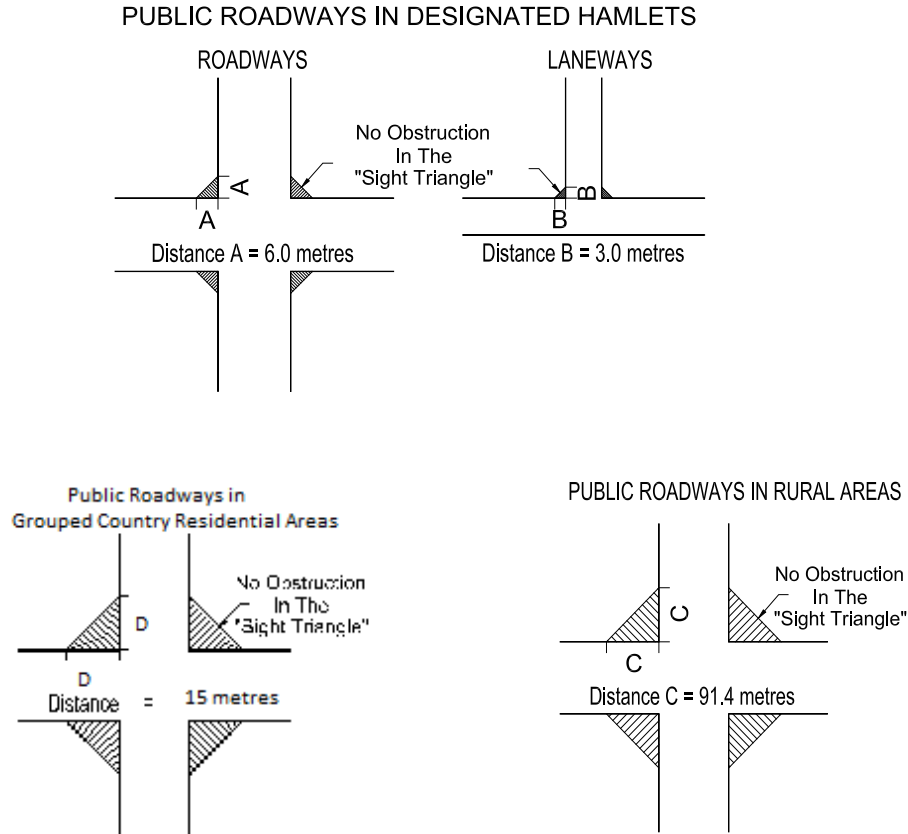 PUBLIC ROADWAYS IN DESIGNATED HAMLETS
ROADWAYS
LANEWAYS
No Obstruction
In The
"Sight Triangle"
A
A
B
B
Distance A = 6.0 metres
Distance B = 3.0 metres
Public Roadways in
Grouped Country Residential Areas
No Obstruction
In The
"Sight Triangle"
D
D
Distance = 15 metres
PUBLIC ROADWAYS IN RURAL AREAS
No Obstruction
In The
"Sight Triangle"
C
C
Distance C = 91.4 metres